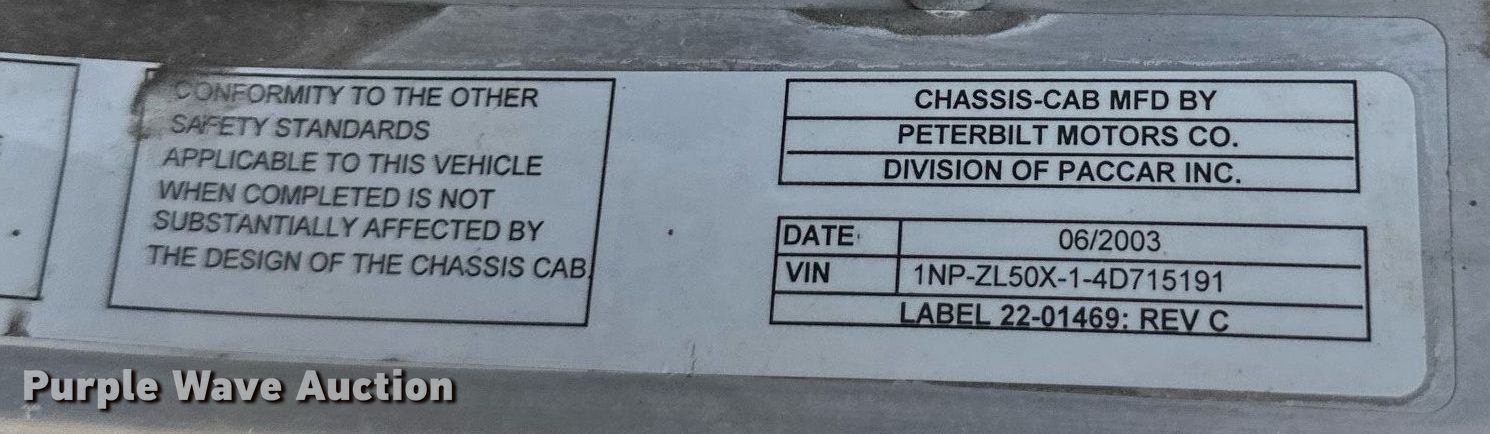 CONFORMITY TO THE OTHER
SAFETY STANDARDS
APPLICABLE TO THIS VEHICLE
WHEN COMPLETED IS NOT
SUBSTANTIALLY AFFECTED BY
THE DESIGN OF THE CHASSIS CAB.
CHASSIS-CAB MFD BY
PETERBILT MOTORS CO.
DIVISION OF PACCAR INC.
DATE 06/2003
VIN 1NP-ZL50X-1-4D715191
LABEL 22-01469: REV C
Purple Wave Auction